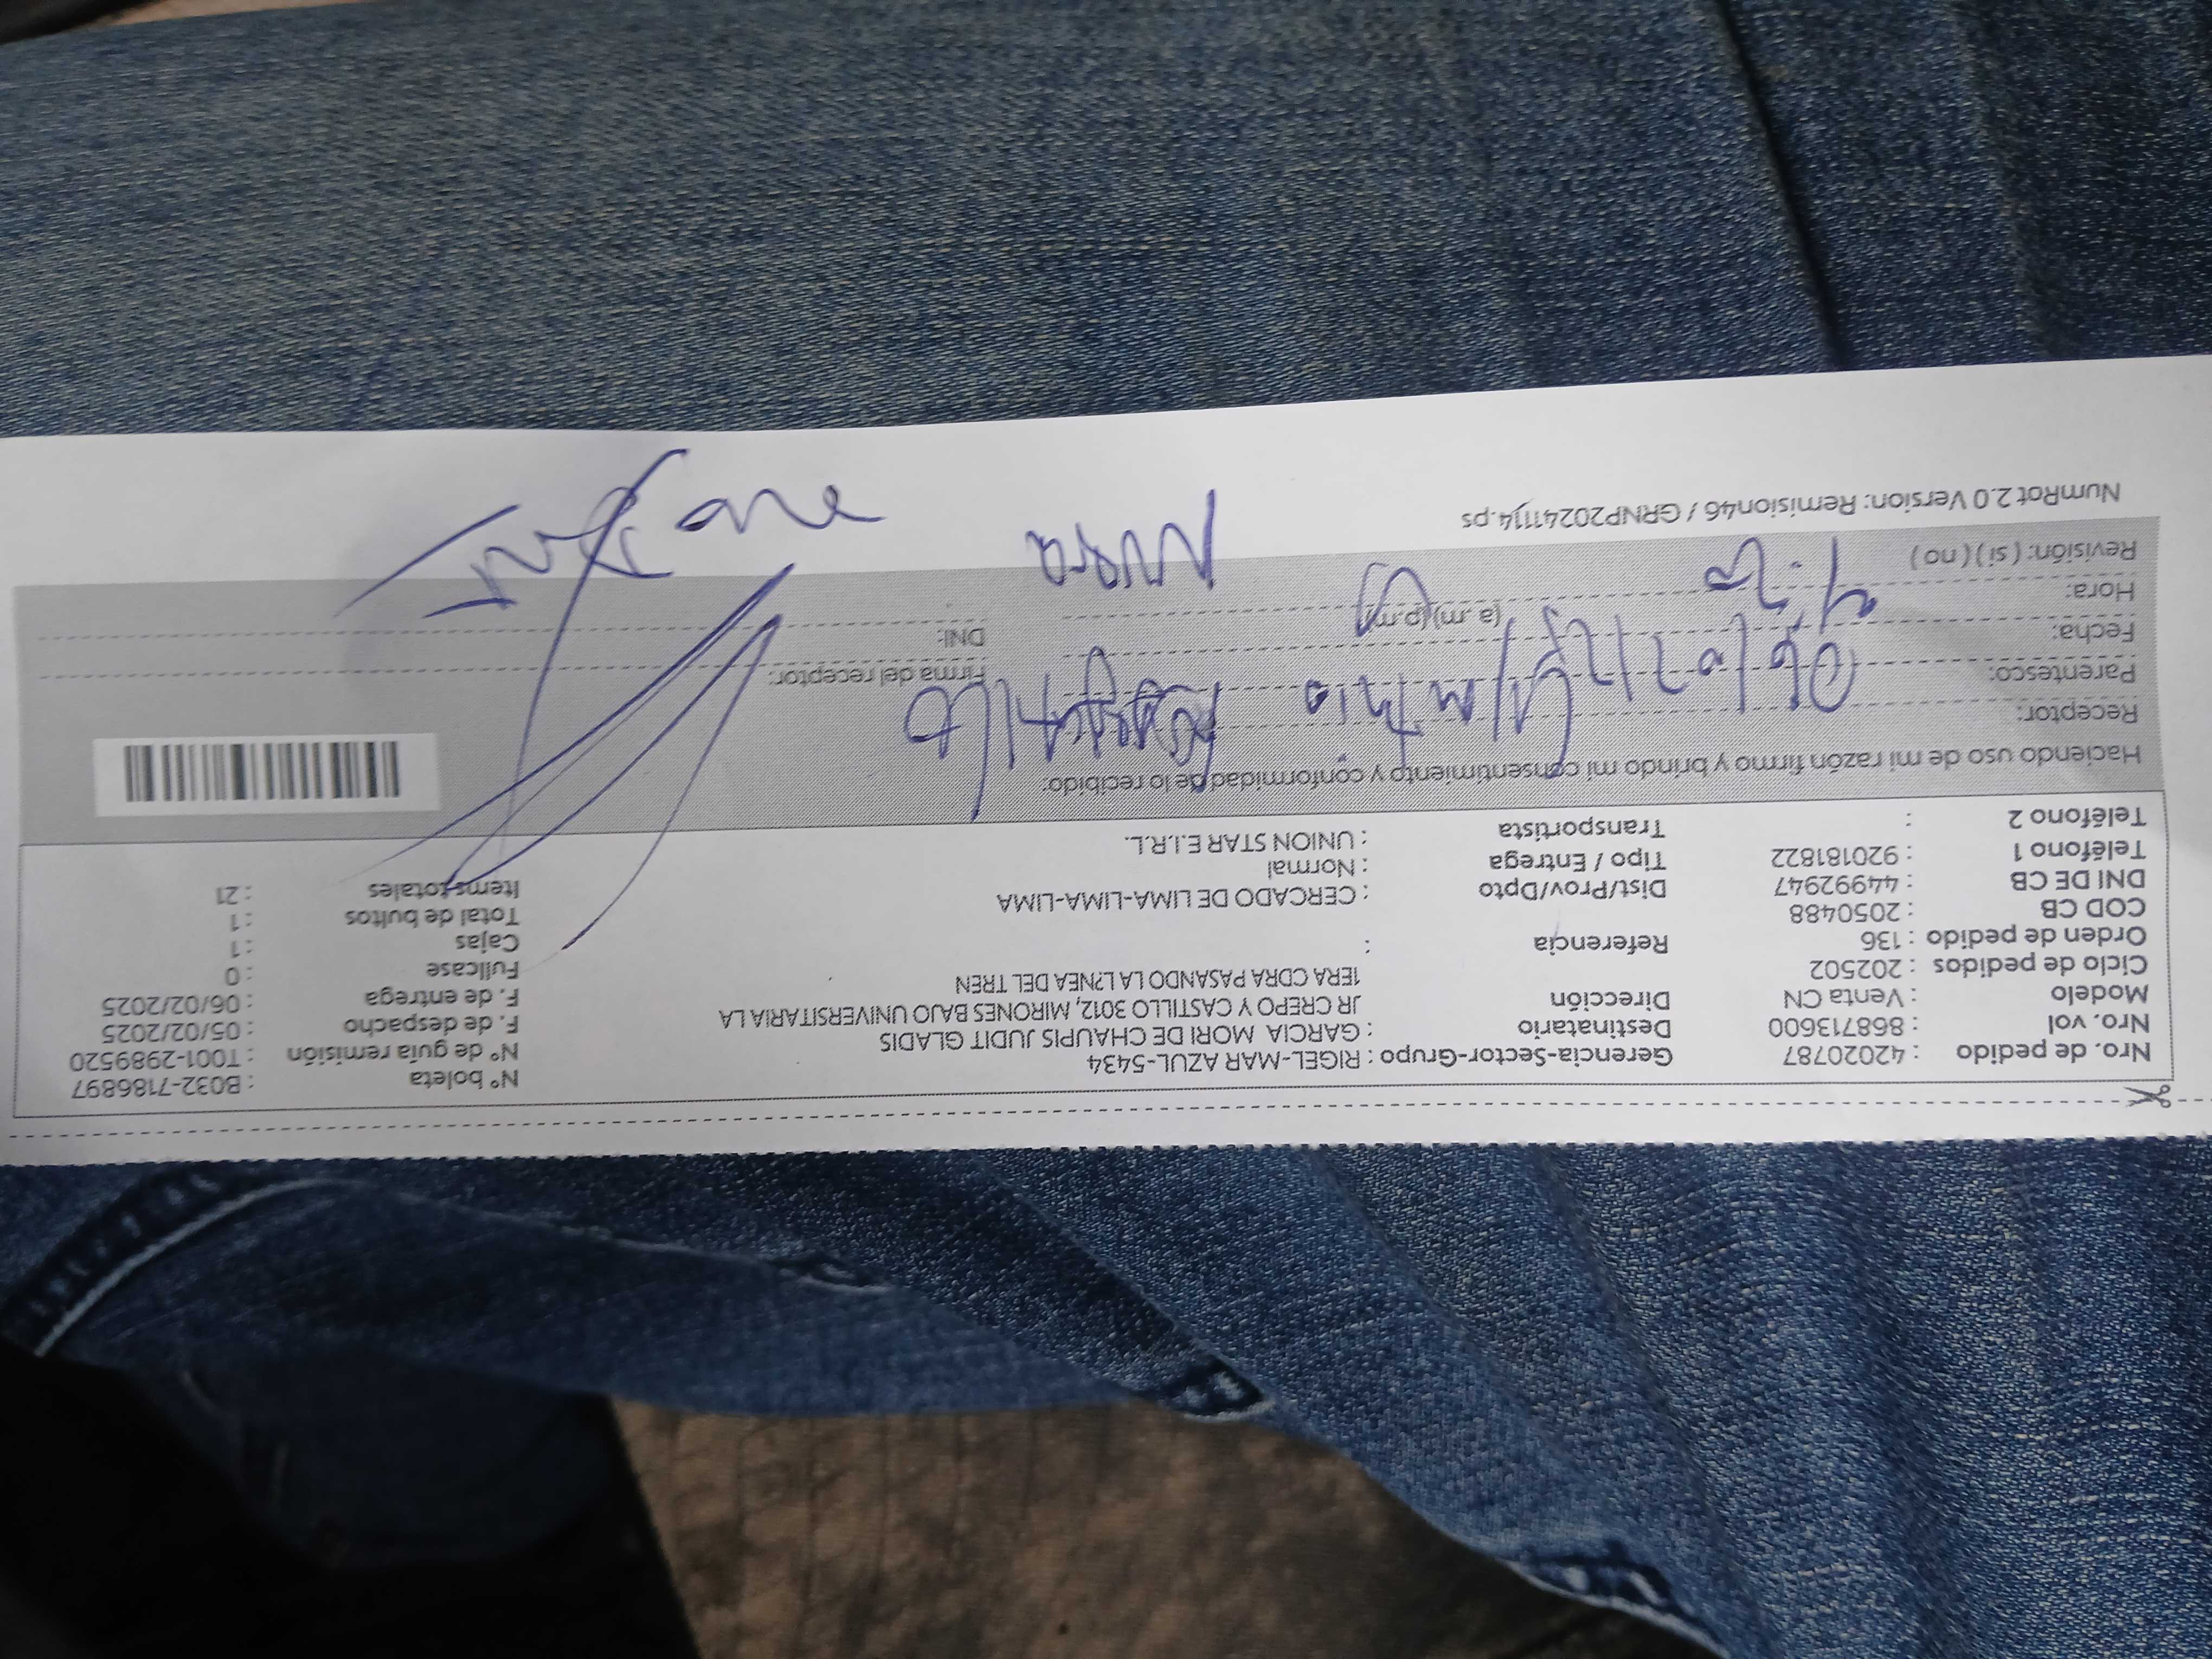 Nro. de pedido : 42020787 Gerencia-Sector-Grupo : RIGEL-MAR AZUL-5434 N° boleta : B032-7186897
Nro. vol : 868713600 Destinatario : GARCIA MORI DE CHAUPIS JUDIT GLADIS N° de guía remisión : T001-2989520
Modelo : Venta CN Dirección JR CREPO Y CASTILLO 3012, MIRONES BAJO UNIVERSITARIA LA F. de despacho : 05/02/2025
Ciclo de pedidos : 202502 1ERA CDRA PASANDO LA L?NEA DEL TREN F. de entrega : 06/02/2025
Orden de pedido : 136 Referencia : Fullcase : 0
COD CB : 2050488 Cajas : 1
DNI DE CB : 44992947 Dist/Prov/Dpto : CERCADO DE LIMA-LIMA-LIMA Total de bultos : 1
Teléfono 1 : 920181822 Tipo / Entrega : Normal Items totales : 21
Teléfono 2 : Transportista : UNION STAR E.I.R.L.
Haciendo uso de mi razón firmo y brindo mi consentimiento y conformidad de lo recibido:
Receptor:
Parentesco: Firma del receptor:
Fecha:
Hora: (a.m) (p.m) DNI:
Revisión: ( si ) ( no )
NumRot 2.0 Version: Remision46 / GRNP20241114.ps